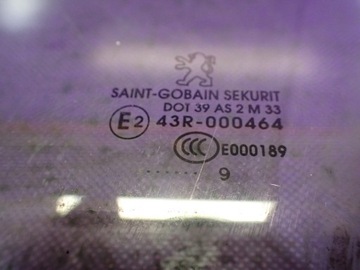 SAINT-GOBAIN SEKURIT
DOT 39 AS 2 M 33
E2 43R-000464
CCC E000189
······ 9